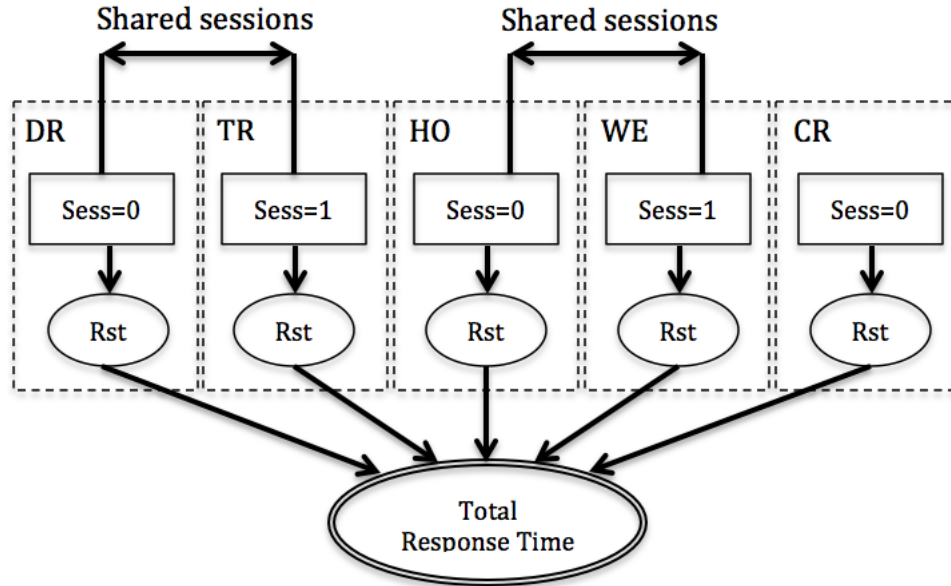 Shared sessions
Shared sessions
DR
TR
HO
WE
CR
Sess=0
Sess=1
Sess=0
Sess=1
Sess=0
Rst
Rst
Rst
Rst
Rst
Total
Response Time